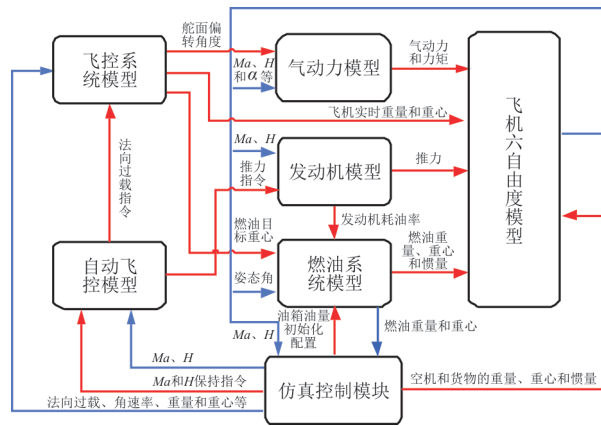 舵面偏
转角度
飞控系
统模型
Ma、H
和α等
气动力模型
气动力
和力矩
飞机实时重量和重心
飞机六自由度模型
法向过载指令
Ma、H
推力
指令
发动机模型
推力
发动机耗油率
燃油目
标重心
自动飞
控模型
姿态角
燃油系
统模型
燃油重
量、重心
和惯量
油箱油量
初始化
配置
Ma、H
燃油重量和重心
Ma、H
Ma和H保持指令
法向过载、角速率、重量和重心等
仿真控制模块
空机和货物的重量、重心和惯量